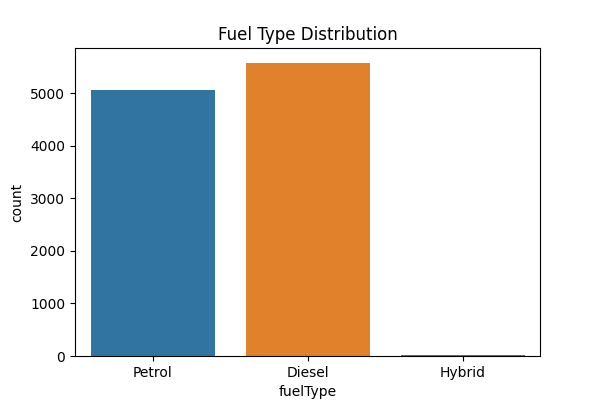 Fuel Type Distribution
5000
4000
3000
2000
1000
0
count
Petrol
Diesel
Hybrid
fuelType